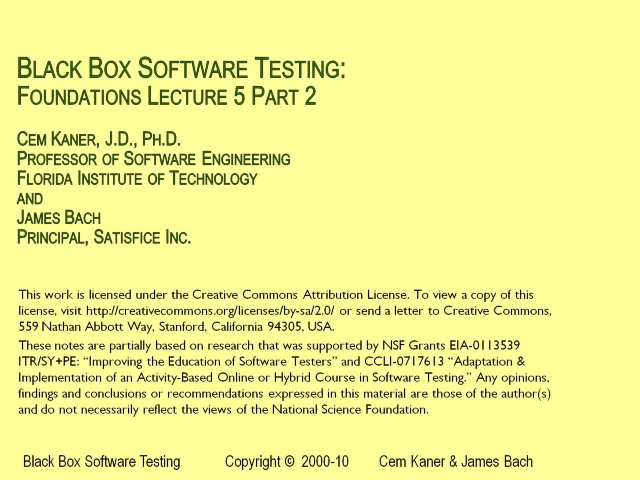 BLACK BOX SOFTWARE TESTING:
FOUNDATIONS LECTURE 5 PART 2
CEM KANER, J.D., PH.D.
PROFESSOR OF SOFTWARE ENGINEERING
FLORIDA INSTITUTE OF TECHNOLOGY
AND
JAMES BACH
PRINCIPAL, SATISFICE INC.
This work is licensed under the Creative Commons Attribution License. To view a copy of this
license, visit http://creativecommons.org/licenses/by-sa/2.0/ or send a letter to Creative Commons,
559 Nathan Abbott Way, Stanford, California 94305, USA.
These notes are partially based on research that was supported by NSF Grants EIA-0113539
ITR/SY+PE: “Improving the Education of Software Testers” and CCLI-0717613 “Adaptation &
Implementation of an Activity-Based Online or Hybrid Course in Software Testing.” Any opinions,
findings and conclusions or recommendations expressed in this material are those of the author(s)
and do not necessarily reflect the views of the National Science Foundation.
Black Box Software Testing Copyright © 2000-10 Cem Kaner & James Bach